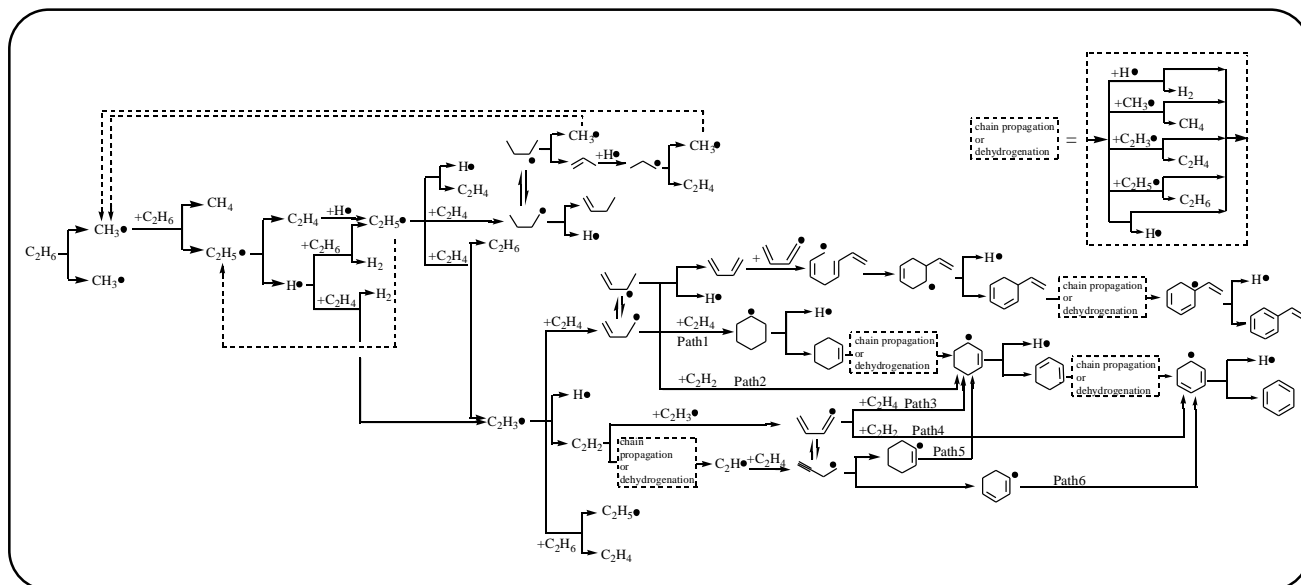 C₂H₆
CH₃●
CH₃●
+C₂H₆
CH₄
C₂H₅●
C₂H₄
+H●
C₂H₅●
+C₂H₆
H₂
H●
+C₂H₄
H₂
H●
C₂H₄
+C₂H₄
+C₂H₄
C₂H₆
CH₃●
+H●
CH₃●
C₂H₄
H●
C₂H₃●
+C₂H₄
H●
C₂H₂
+C₂H₆
C₂H₅●
C₂H₄
H●
+
H●
chain propagation
or
dehydrogenation
H●
+C₂H₄
Path1
H●
chain propagation
or
dehydrogenation
H●
chain propagation
or
dehydrogenation
H●
+C₂H₂ Path2
+C₂H₃●
+C₂H₄ Path3
+C₂H₂ Path4
chain
propagation
or
dehydrogenation
C₂H●
+C₂H₄
Path5
Path6
chain propagation
or
dehydrogenation
=
+H●
H₂
+CH₃●
CH₄
+C₂H₃●
C₂H₄
+C₂H₅●
C₂H₆
H●